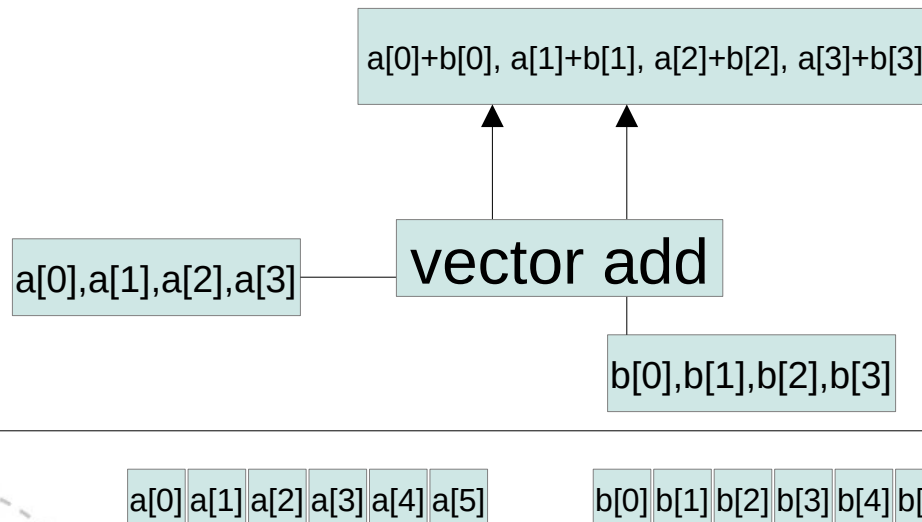 a[0]+b[0], a[1]+b[1], a[2]+b[2], a[3]+b[3]
vector add
a[0],a[1],a[2],a[3]
b[0],b[1],b[2],b[3]
a[0] a[1] a[2] a[3] a[4] a[5] b[0] b[1] b[2] b[3] b[4]